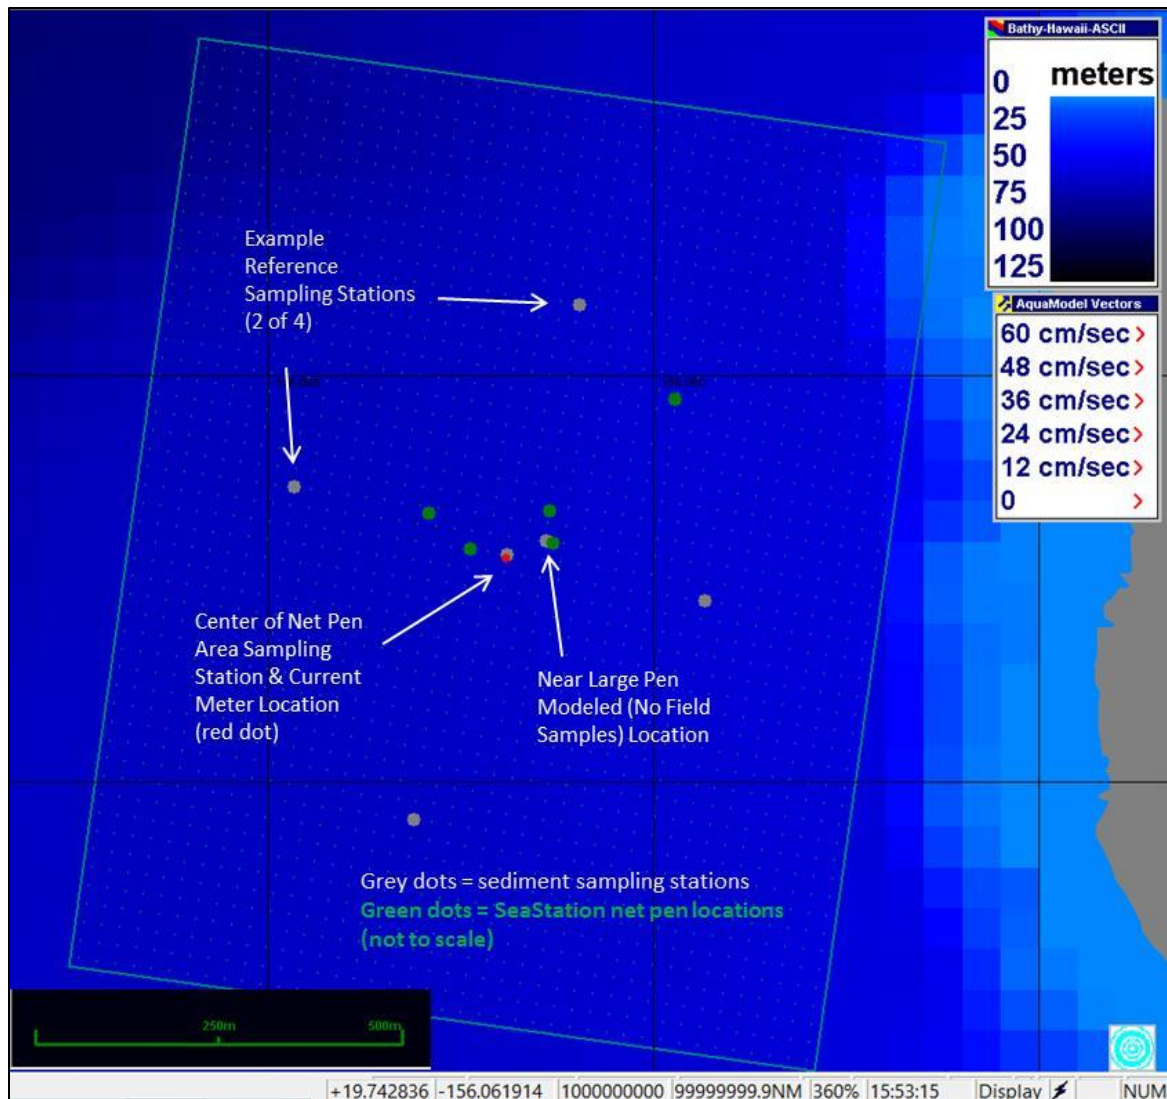 Bathy-Hawaii-ASCII
meters
0
25
50
75
100
125
AquaModel Vectors
60 cm/sec
48 cm/sec
36 cm/sec
24 cm/sec
12 cm/sec
0
Example
Reference
Sampling Stations
(2 of 4)
Center of Net Pen
Area Sampling
Station & Current
Meter Location
(red dot)
Near Large Pen
Modeled (No Field
Samples) Location
Grey dots = sediment sampling stations
Green dots = SeaStation net pen locations
(not to scale)
250m 500m
+19.742836 -156.061914 1000000000 99999999.9NM 360% 15:53:15 Display NUM